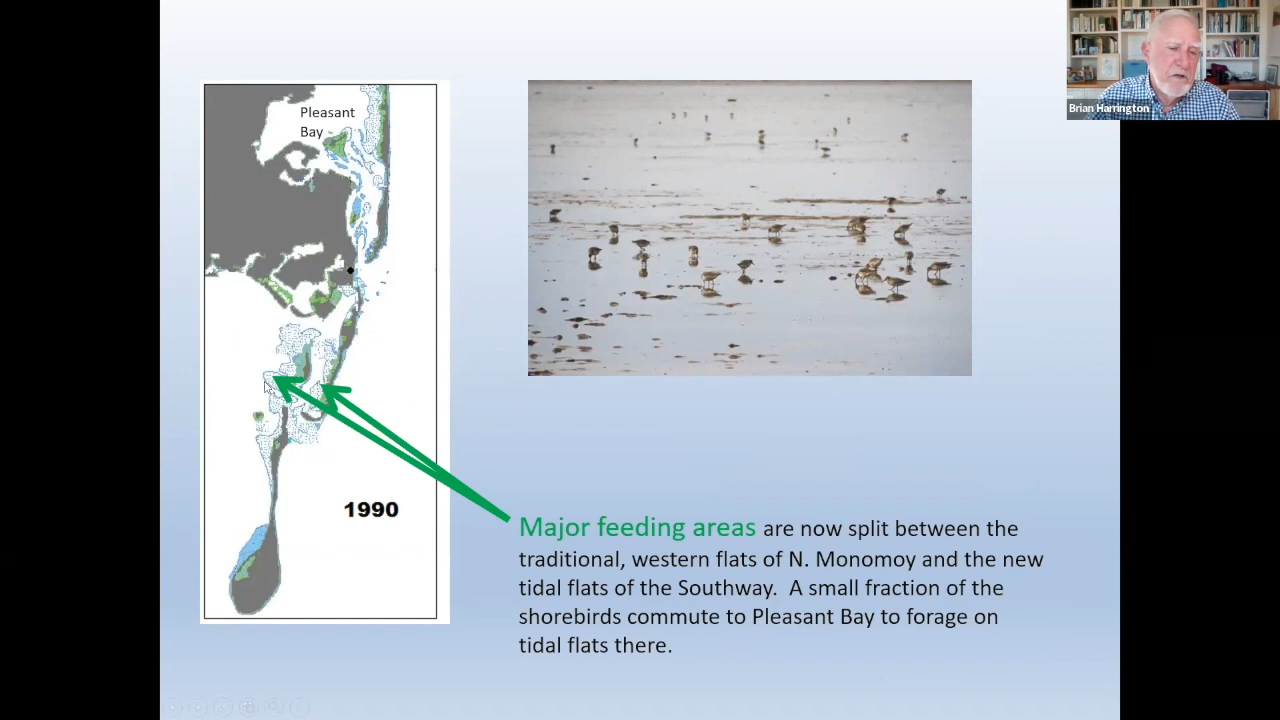 Pleasant
Bay
1990
Major feeding areas are now split between the
traditional, western flats of N. Monomoy and the new
tidal flats of the Southway.  A small fraction of the
shorebirds commute to Pleasant Bay to forage on
tidal flats there.
Brian Harrington